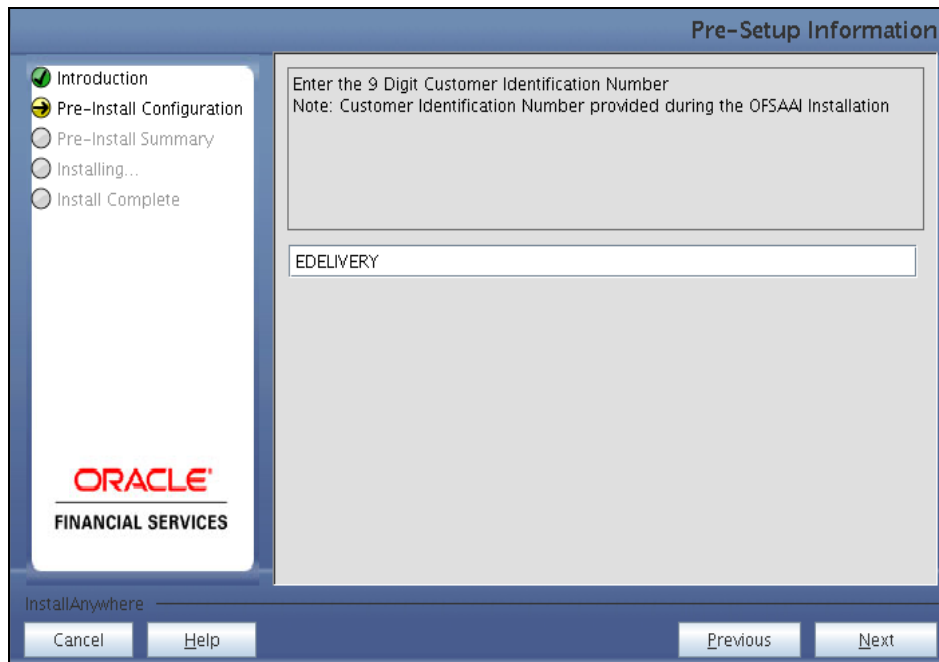 Pre-Setup Information
Introduction
Pre-Install Configuration
Pre-Install Summary
Installing...
Install Complete
Enter the 9 Digit Customer Identification Number
Note: Customer Identification Number provided during the OFSAAI Installation
EDELIVERY
ORACLE®
FINANCIAL SERVICES
InstallAnywhere
Cancel
Help
Previous
Next